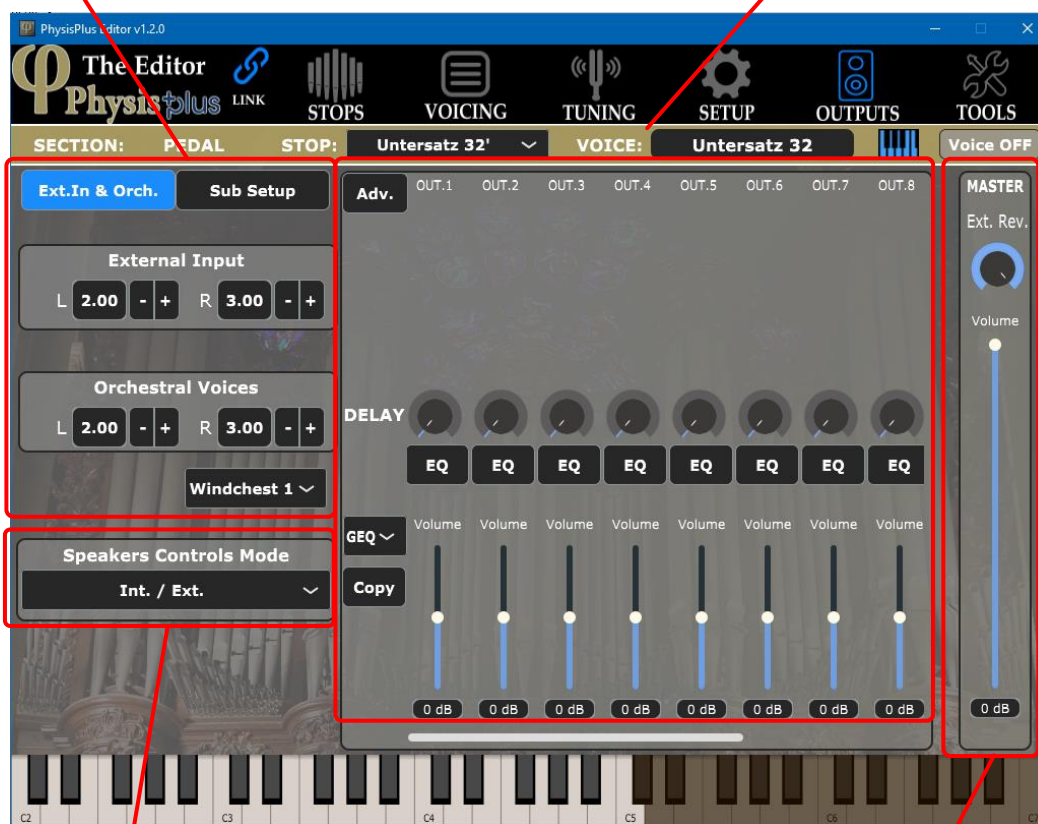 PhysisPlus Editor v1.2.0
The Editor
Physis plus
LINK
STOPS
VOICING
TUNING
SETUP
OUTPUTS
TOOLS
SECTION: PEDAL STOP: Untersatz 32' VOICE: Untersatz 32 Voice OFF
Ext.In & Orch. Sub Setup
External Input
L 2.00 - + R 3.00 - +
Orchestral Voices
L 2.00 - + R 3.00 - +
Windchest 1
Speakers Controls Mode
Int. / Ext.
Adv. OUT.1 OUT.2 OUT.3 OUT.4 OUT.5 OUT.6 OUT.7 OUT.8
DELAY
EQ EQ EQ EQ EQ EQ EQ EQ
GEQ Volume Volume Volume Volume Volume Volume Volume Volume
Copy
0 dB 0 dB 0 dB 0 dB 0 dB 0 dB 0 dB 0 dB
MASTER
Ext. Rev.
Volume
0 dB
C2 C3 C4 C5 C6 C7